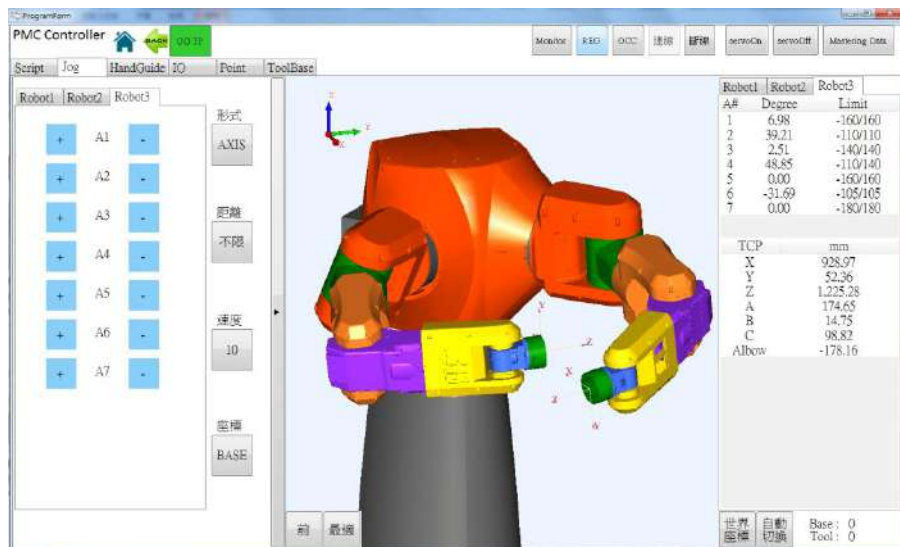 ProgramForm
PMC Controller
BACK
GO TP
Monitor REG OCC 連線 斷線 servoOn servoOff Mastering Data
Script Jog HandGuide IO Point ToolBase
Robot1 Robot2 Robot3
+ A1 -
+ A2 -
+ A3 -
+ A4 -
+ A5 -
+ A6 -
+ A7 -
形式
AXIS
距離
不限
速度
10
座標
BASE
Z
Y
X
Y
Z
X
Z
前 最適
Robot1 Robot2 Robot3
A# Degree Limit
1 6.98 -160/160
2 39.21 -110/110
3 2.51 -140/140
4 48.85 -110/140
5 0.00 -160/160
6 -31.69 -105/105
7 0.00 -180/180
TCP mm
X 928.97
Y 52.36
Z 1,225.28
A 174.65
B 14.75
C 98.82
Albow -178.16
世界座標 自動切換
Base : 0
Tool : 0